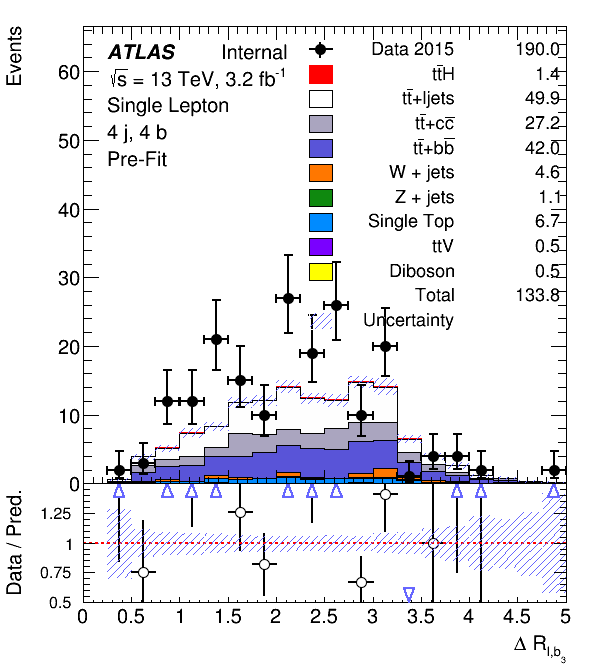 ATLAS Internal
√s = 13 TeV, 3.2 fb⁻¹
Single Lepton
4 j, 4 b
Pre-Fit
Data 2015 190.0
tt̄H 1.4
tt̄+ljets 49.9
tt̄+cc̄ 27.2
tt̄+bb̄ 42.0
W + jets 4.6
Z + jets 1.1
Single Top 6.7
ttV 0.5
Diboson 0.5
Total 133.8
Uncertainty
Events
60
50
40
30
20
10
0
Data / Pred.
1.25
1
0.75
0.5
0 0.5 1 1.5 2 2.5 3 3.5 4 4.5 5
Δ R_{l,b_3}